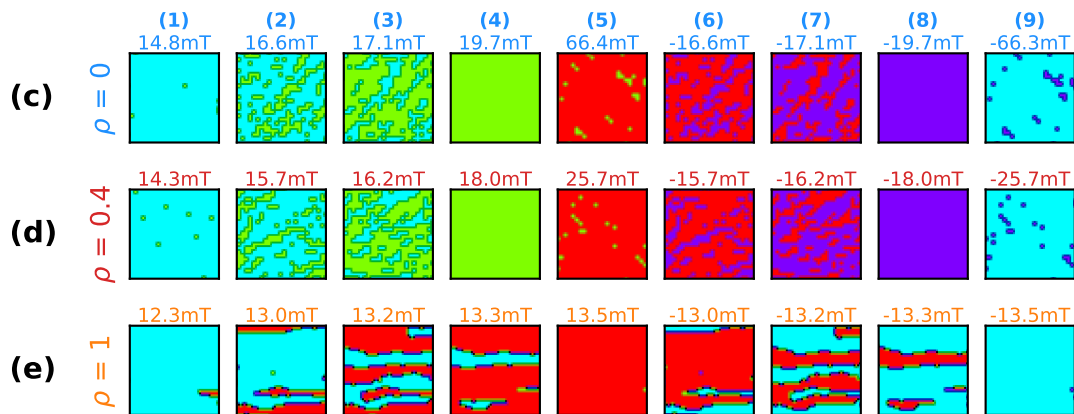 (1) (2) (3) (4) (5) (6) (7) (8) (9)
14.8mT 16.6mT 17.1mT 19.7mT 66.4mT -16.6mT -17.1mT -19.7mT -66.3mT
(c) ρ = 0
14.3mT 15.7mT 16.2mT 18.0mT 25.7mT -15.7mT -16.2mT -18.0mT -25.7mT
(d) ρ = 0.4
12.3mT 13.0mT 13.2mT 13.3mT 13.5mT -13.0mT -13.2mT -13.3mT -13.5mT
(e) ρ = 1